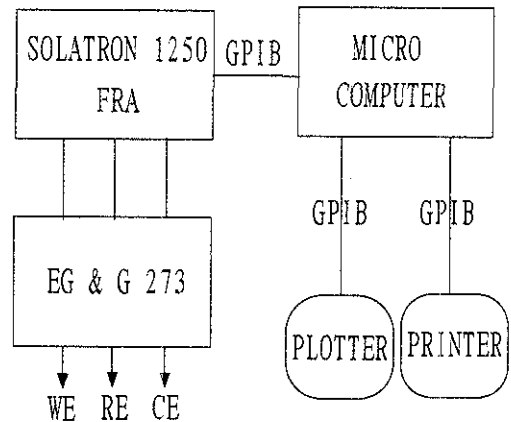 SOLATRON 1250
FRA
GPIB
MICRO
COMPUTER
GPIB
GPIB
EG & G 273
PLOTTER
PRINTER
WE RE CE